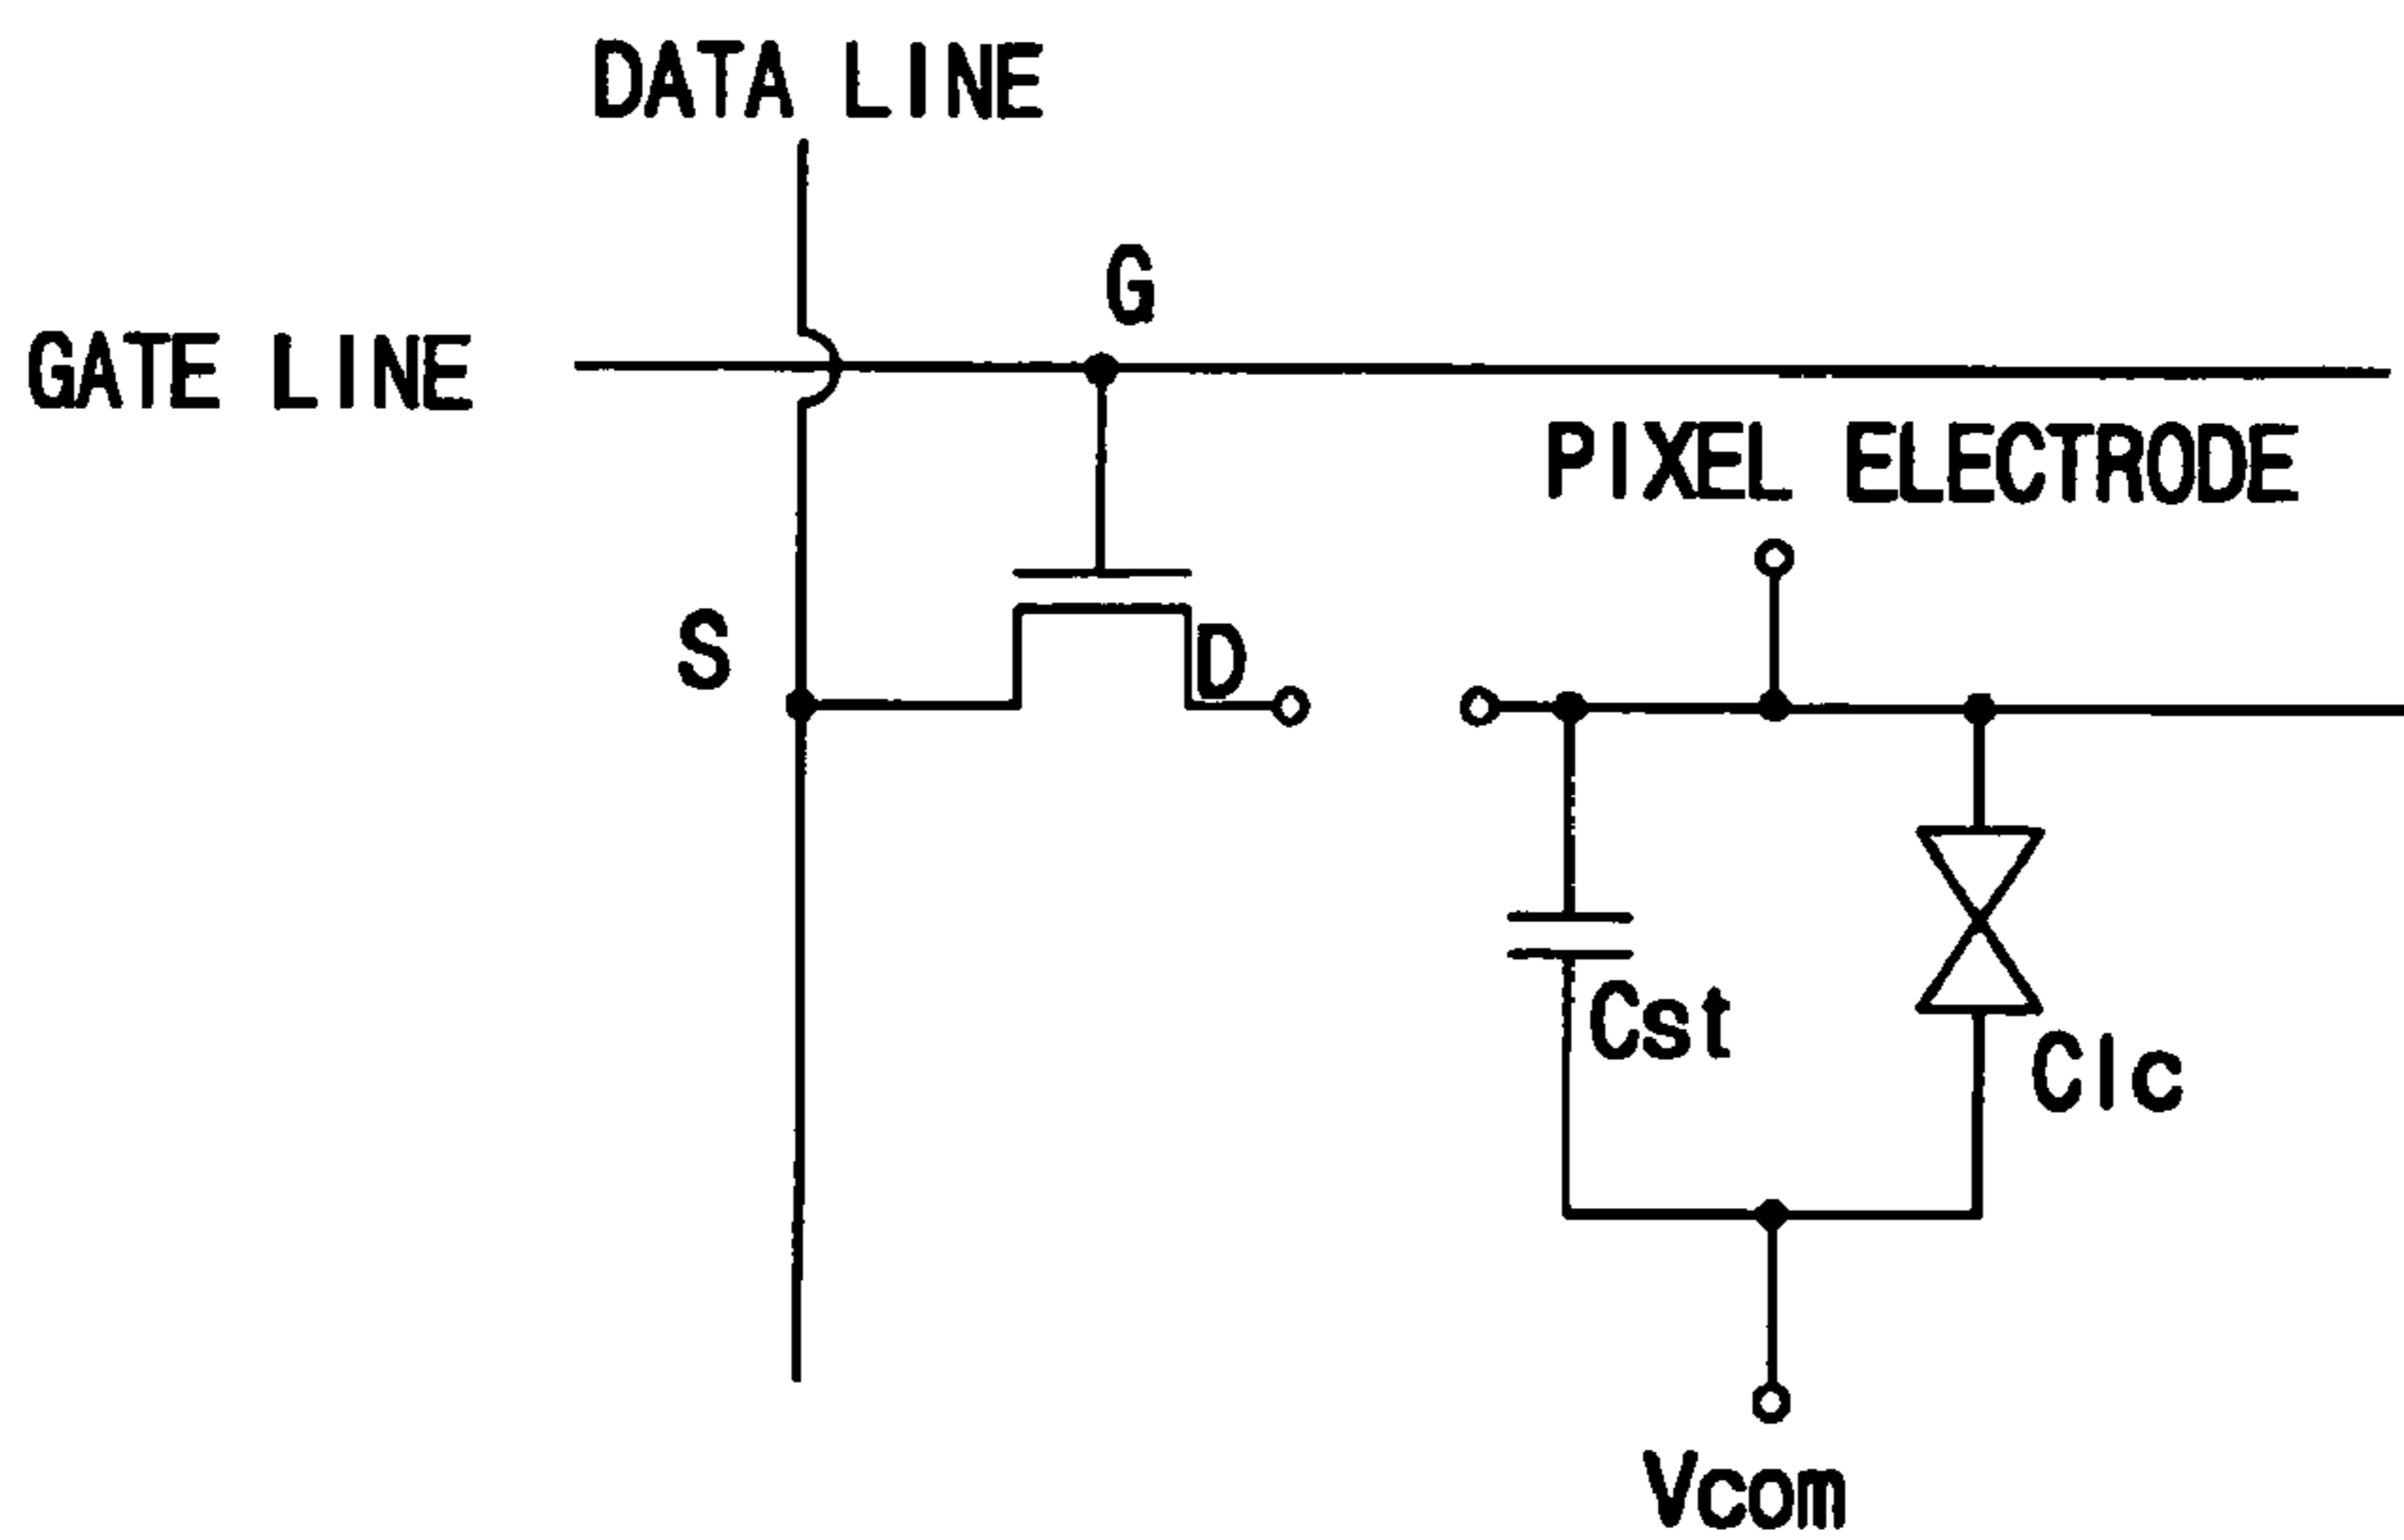 DATA LINE
G
GATE LINE
PIXEL ELECTRODE
S
D
Cst
Clc
Vcom